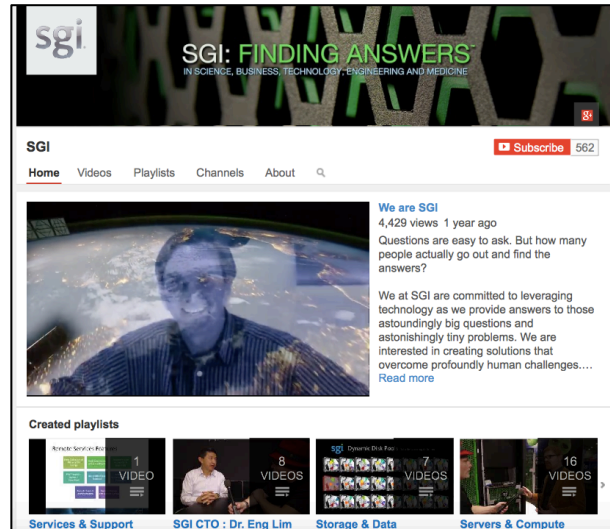 sgi
SGI: FINDING ANSWERS™
IN SCIENCE, BUSINESS, TECHNOLOGY, ENGINEERING AND MEDICINE
SGI
Subscribe 562
Home Videos Playlists Channels About
We are SGI
4,429 views 1 year ago
Questions are easy to ask. But how many
people actually go out and find the
answers?
We at SGI are committed to leveraging
technology as we provide answers to those
astoundingly big questions and
astonishingly tiny problems. We are
interested in creating solutions that
overcome profoundly human challenges....
Read more
Created playlists
Remote Services Features
1
VIDEO
8
VIDEOS
sgi Dynamic Disk Pool
7
VIDEOS
16
VIDEOS
Services & Support SGI CTO : Dr. Eng Lim Storage & Data Servers & Compute